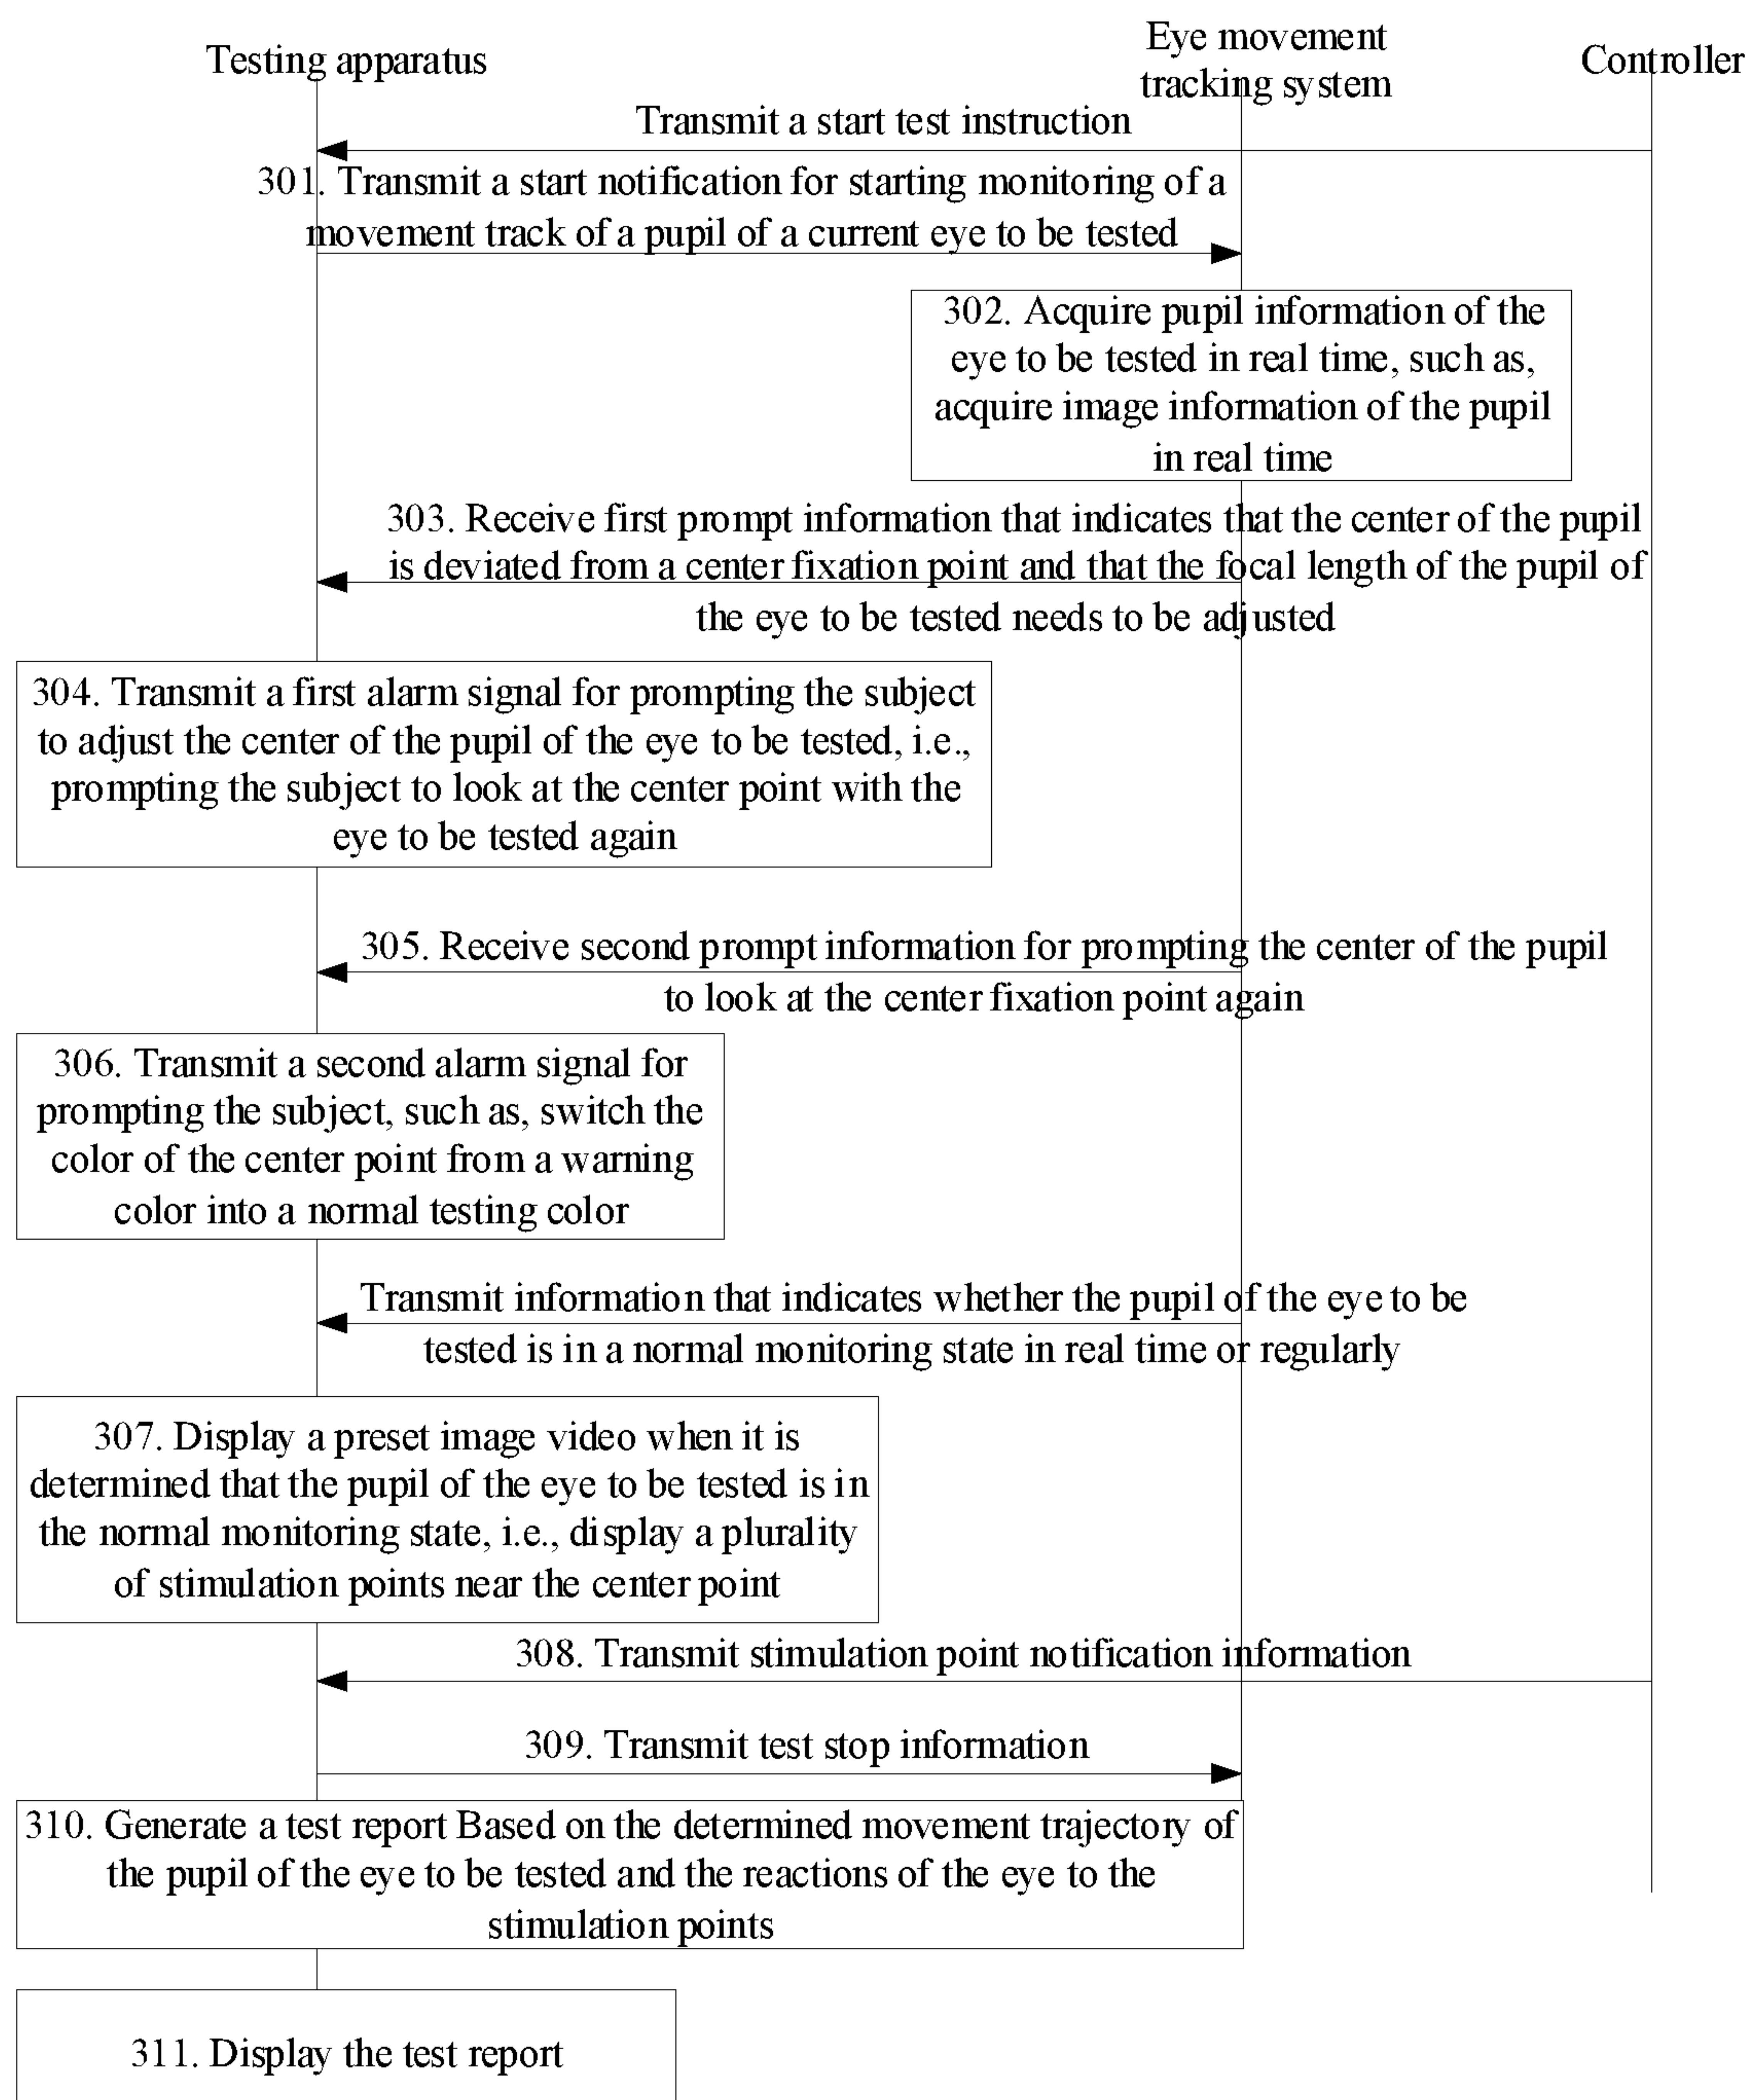 Testing apparatus
Eye movement
tracking system
Controller
Transmit a start test instruction
301. Transmit a start notification for starting monitoring of a
movement track of a pupil of a current eye to be tested
302. Acquire pupil information of the
eye to be tested in real time, such as,
acquire image information of the pupil
in real time
303. Receive first prompt information that indicates that the center of the pupil
is deviated from a center fixation point and that the focal length of the pupil of
the eye to be tested needs to be adjusted
304. Transmit a first alarm signal for prompting the subject
to adjust the center of the pupil of the eye to be tested, i.e.,
prompting the subject to look at the center point with the
eye to be tested again
305. Receive second prompt information for prompting the center of the pupil
to look at the center fixation point again
306. Transmit a second alarm signal for
prompting the subject, such as, switch the
color of the center point from a warning
color into a normal testing color
Transmit information that indicates whether the pupil of the eye to be
tested is in a normal monitoring state in real time or regularly
307. Display a preset image video when it is
determined that the pupil of the eye to be tested is in
the normal monitoring state, i.e., display a plurality
of stimulation points near the center point
308. Transmit stimulation point notification information
309. Transmit test stop information
310. Generate a test report Based on the determined movement trajectory of
the pupil of the eye to be tested and the reactions of the eye to the
stimulation points
311. Display the test report